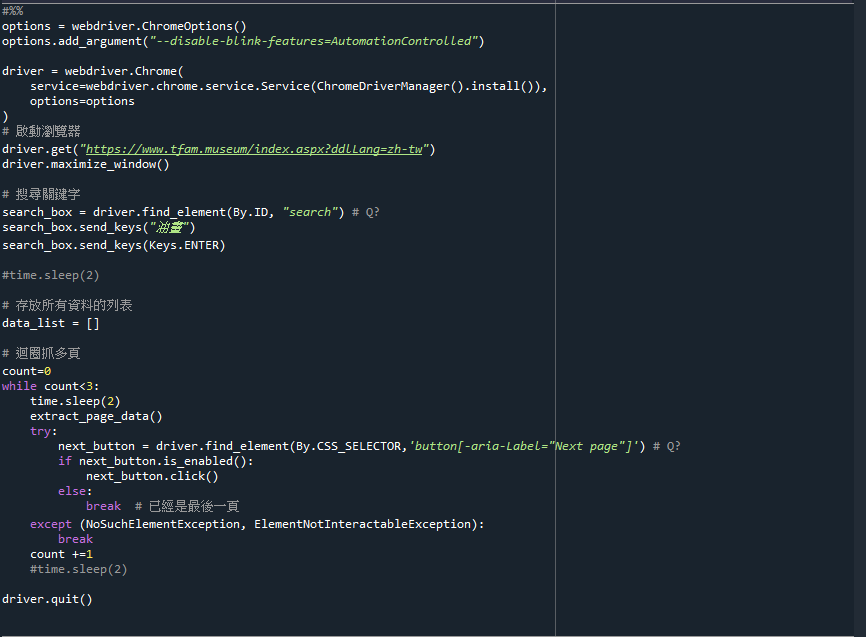 #%%
options = webdriver.ChromeOptions()
options.add_argument("--disable-blink-features=AutomationControlled")
driver = webdriver.Chrome(
service=webdriver.chrome.service.Service(ChromeDriverManager().install()),
options=options
)
# 啟動瀏覽器
driver.get("https://www.tfam.museum/index.aspx?ddlLang=zh-tw")
driver.maximize_window()
# 搜尋關鍵字
search_box = driver.find_element(By.ID, "search") # Q?
search_box.send_keys("油畫")
search_box.send_keys(Keys.ENTER)
#time.sleep(2)
# 存放所有資料的列表
data_list = []
# 迴圈抓多頁
count=0
while count<3:
time.sleep(2)
extract_page_data()
try:
next_button = driver.find_element(By.CSS_SELECTOR,'button[-aria-Label="Next page"]') # Q?
if next_button.is_enabled():
next_button.click()
else:
break # 已經是最後一頁
except (NoSuchElementException, ElementNotInteractableException):
break
count +=1
#time.sleep(2)
driver.quit()